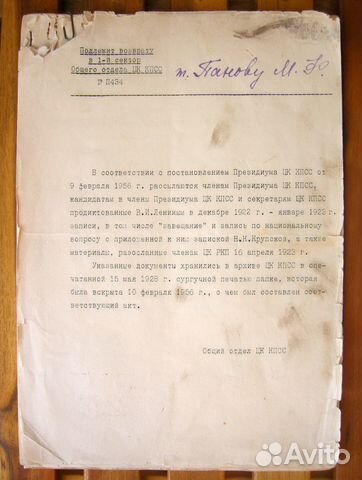 Подлежит возврату
в 1-й сектор
Общего отдела ЦК КПСС
№ П454
т. Панову М. Ф.
В соответствии с постановлением Президиума ЦК КПСС от
9 февраля 1956 г. рассылаются членам Президиума ЦК КПСС,
кандидатам в члены Президиума ЦК КПСС и секретарям ЦК КПСС
продиктованные В.И.Лениным в декабре 1922 г. - январе 1923 г.
записи, в том числе "завещание" и запись по национальному
вопросу с приложенной к ним запиской Н.К.Крупской, а также
материалы, разосланные членам ЦК РКП 16 апреля 1923 г.
Указанные документы хранились в архиве ЦК КПСС в опе-
чатанной 15 мая 1928 г. сургучной печатью папке, которая
была вскрыта 10 февраля 1956 г., о чем был составлен соот-
ветствующий акт.
Общий отдел ЦК КПСС
Avito